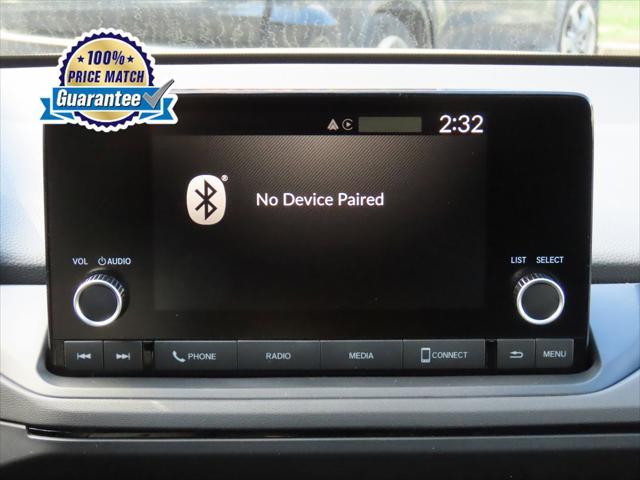 100%
PRICE MATCH
Guarantee
2:32
No Device Paired
VOL AUDIO
LIST SELECT
PHONE RADIO MEDIA CONNECT MENU